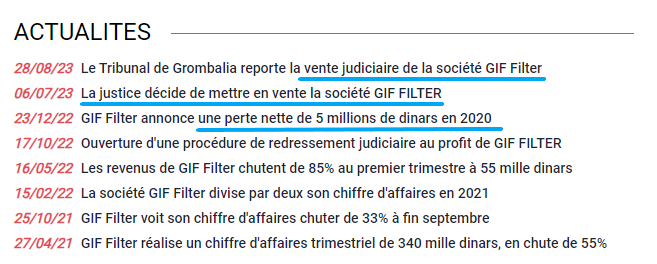 ACTUALITES
28/08/23 Le Tribunal de Grombalia reporte la vente judiciaire de la société GIF Filter
06/07/23 La justice décide de mettre en vente la société GIF FILTER
23/12/22 GIF Filter annonce une perte nette de 5 millions de dinars en 2020
17/10/22 Ouverture d'une procédure de redressement judiciaire au profit de GIF FILTER
16/05/22 Les revenus de GIF Filter chutent de 85% au premier trimestre à 55 mille dinars
15/02/22 La société GIF Filter divise par deux son chiffre d'affaires en 2021
25/10/21 GIF Filter voit son chiffre d'affaires chuter de 33% à fin septembre
27/04/21 GIF Filter réalise un chiffre d'affaires trimestriel de 340 mille dinars, en chute de 55%